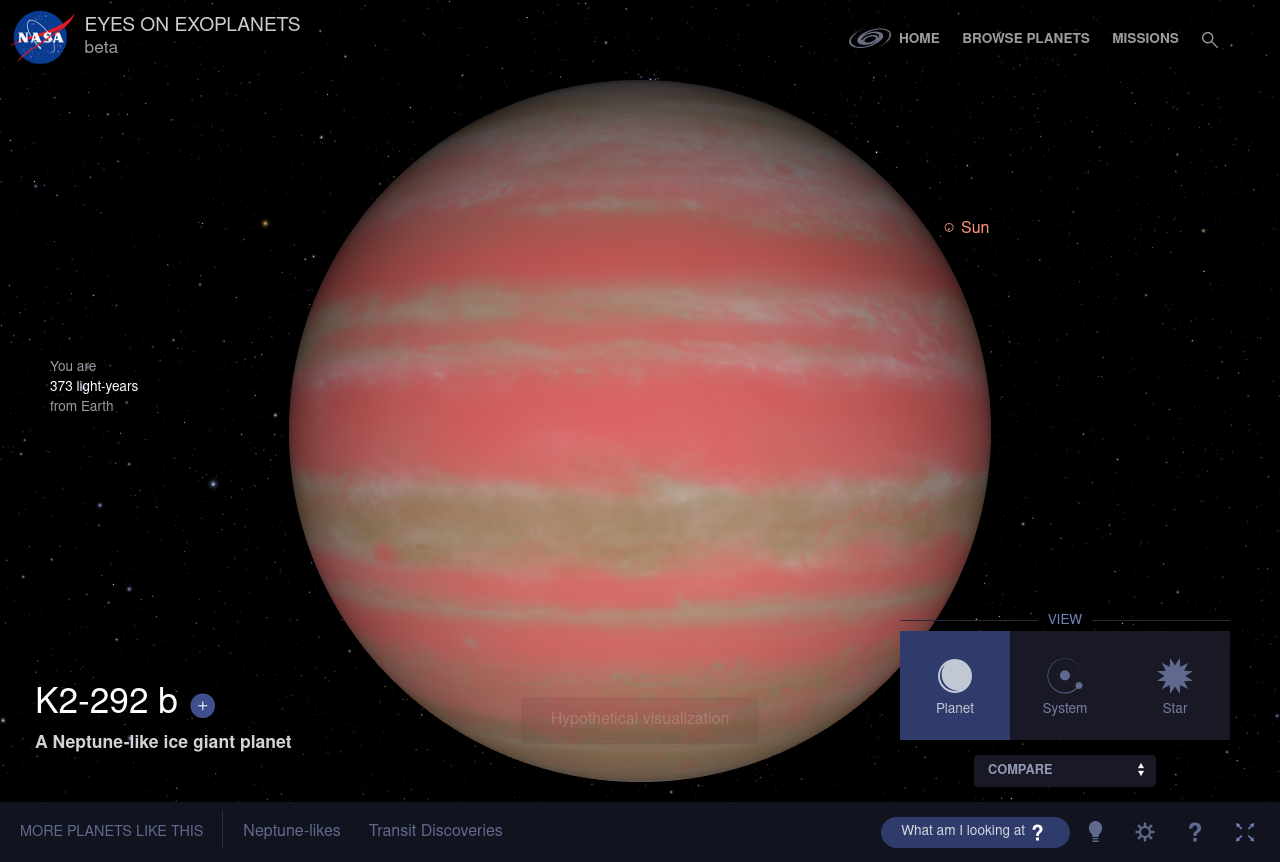 NASA
EYES ON EXOPLANETS
beta
HOME
BROWSE PLANETS
MISSIONS
Sun
You are
373 light-years
from Earth
VIEW
Planet
System
Star
K2-292 b +
A Neptune-like ice giant planet
Hypothetical visualization
COMPARE
MORE PLANETS LIKE THIS
Neptune-likes
Transit Discoveries
What am I looking at ?
?